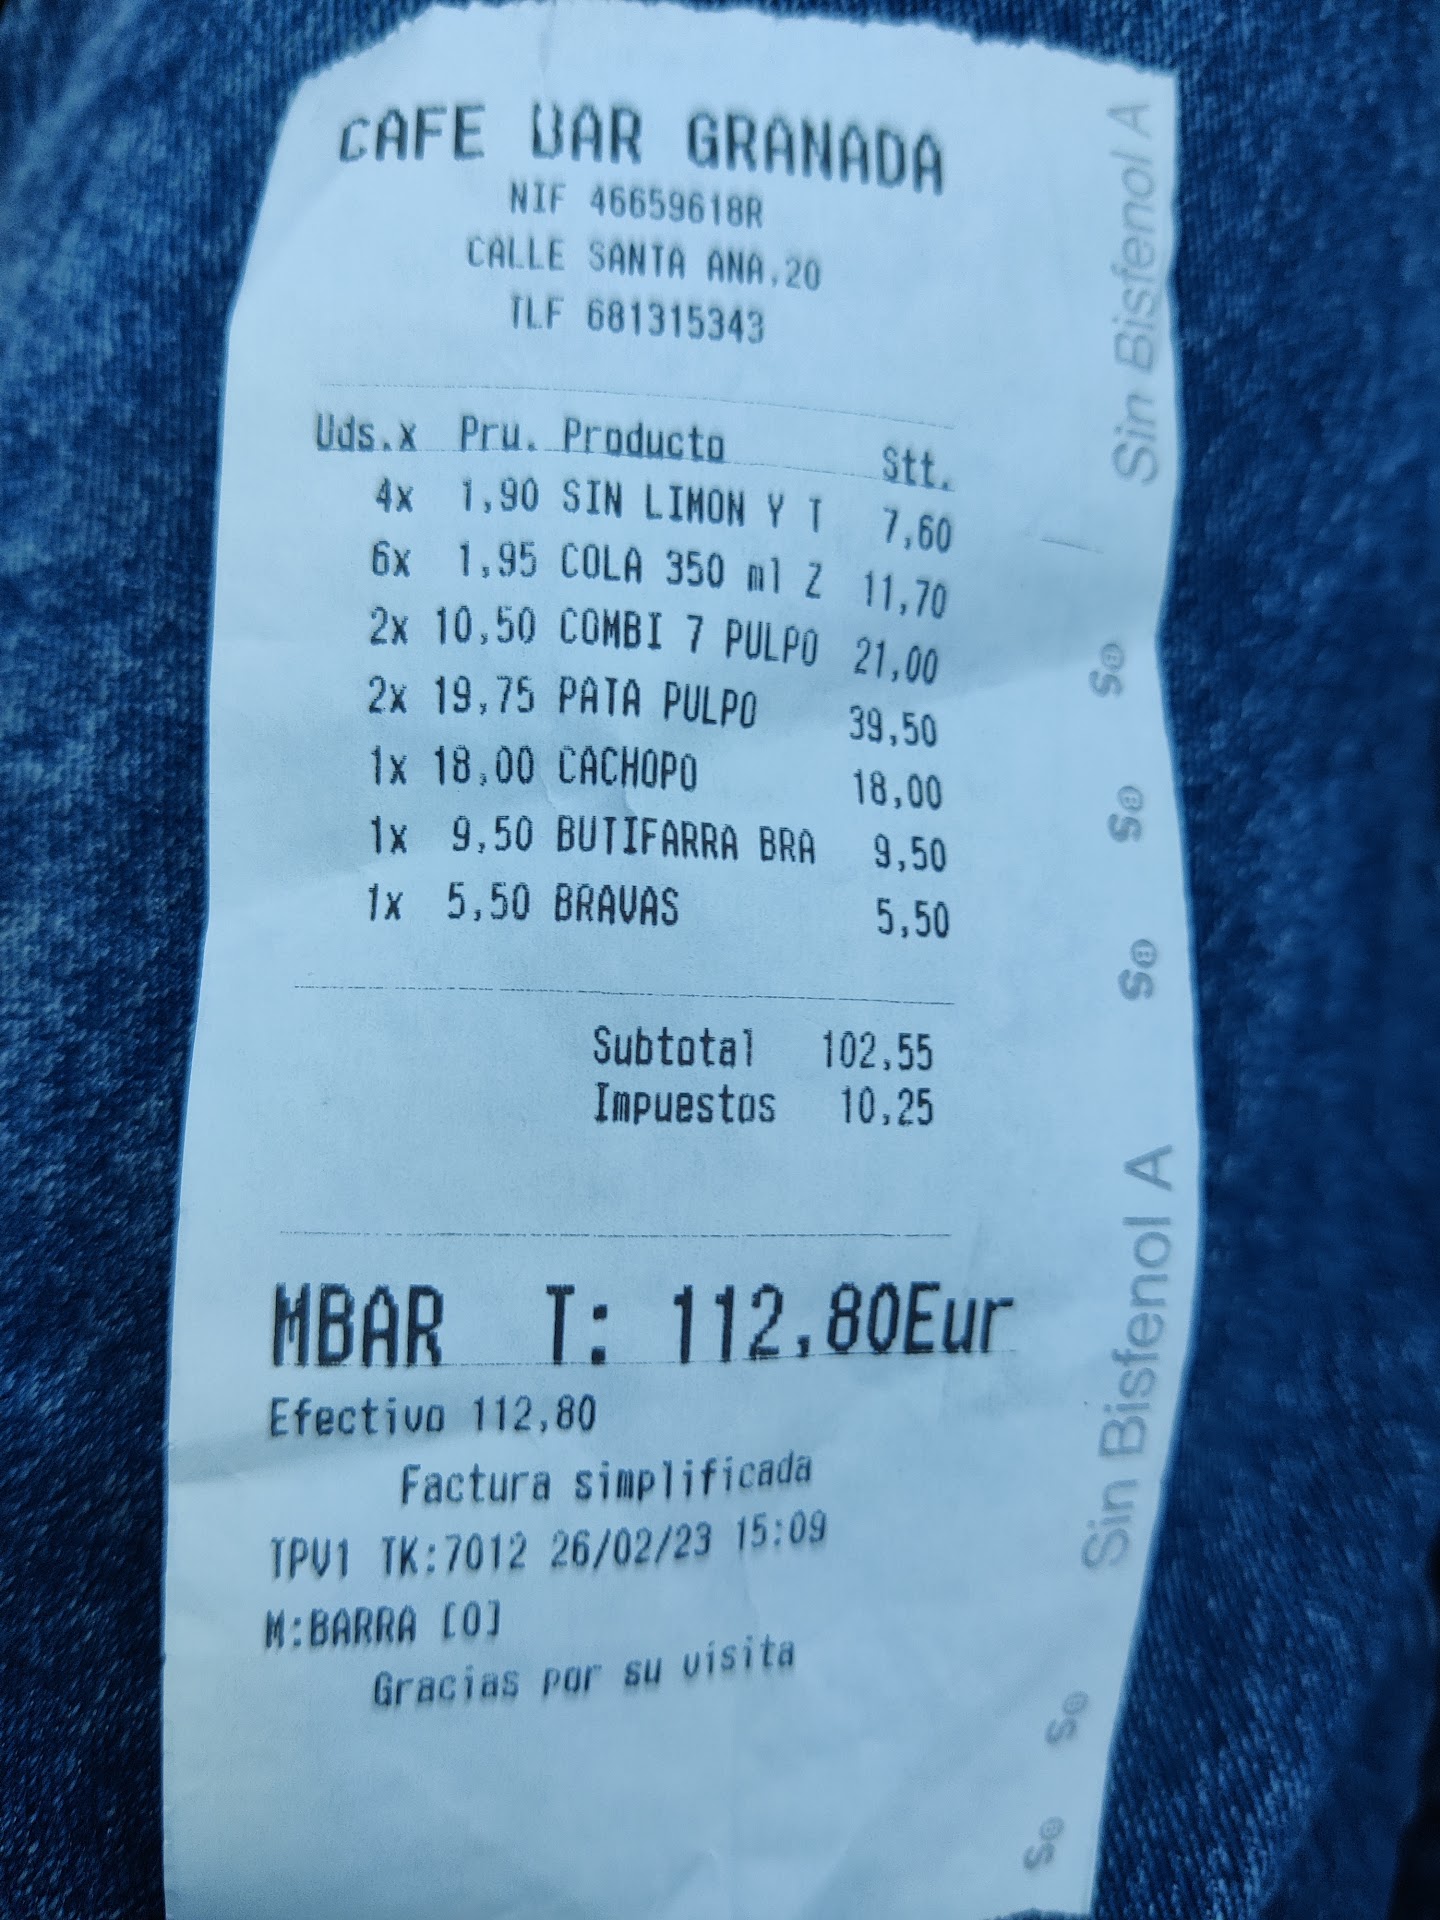 CAFE BAR GRANADA
NIF 46659618R
CALLE SANTA ANA,20
TLF 681315343
Uds.x Pru. Producto Stt.
4x 1,90 SIN LIMON Y T 7,60
6x 1,95 COLA 350 ml Z 11,70
2x 10,50 COMBI 7 PULPO 21,00
2x 19,75 PATA PULPO 39,50
1x 18,00 CACHOPO 18,00
1x 9,50 BUTIFARRA BRA 9,50
1x 5,50 BRAVAS 5,50
Subtotal 102,55
Impuestos 10,25
MBAR T: 112,80Eur
Efectivo 112,80
Factura simplificada
TPV1 TK:7012 26/02/23 15:09
M:BARRA [0]
Gracias por su visita
Sin Bisfenol A
Sin Bisfenol A